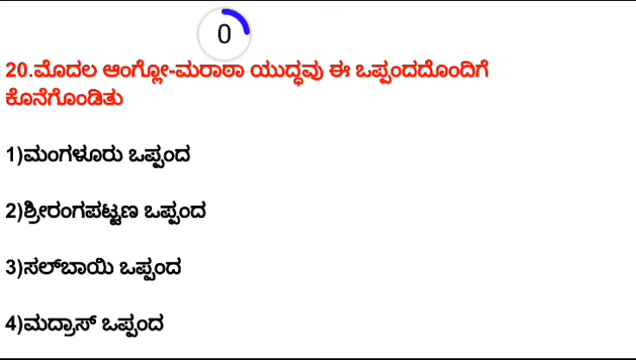 0
20.ಮೊದಲ ಆಂಗ್ಲೋ-ಮರಾಠಾ ಯುದ್ಧವು ಈ ಒಪ್ಪಂದದೊಂದಿಗೆ
ಕೊನೆಗೊಂಡಿತು
1)ಮಂಗಳೂರು ಒಪ್ಪಂದ
2)ಶ್ರೀರಂಗಪಟ್ಟಣ ಒಪ್ಪಂದ
3)ಸಲ್‌ಬಾಯಿ ಒಪ್ಪಂದ
4)ಮದ್ರಾಸ್ ಒಪ್ಪಂದ